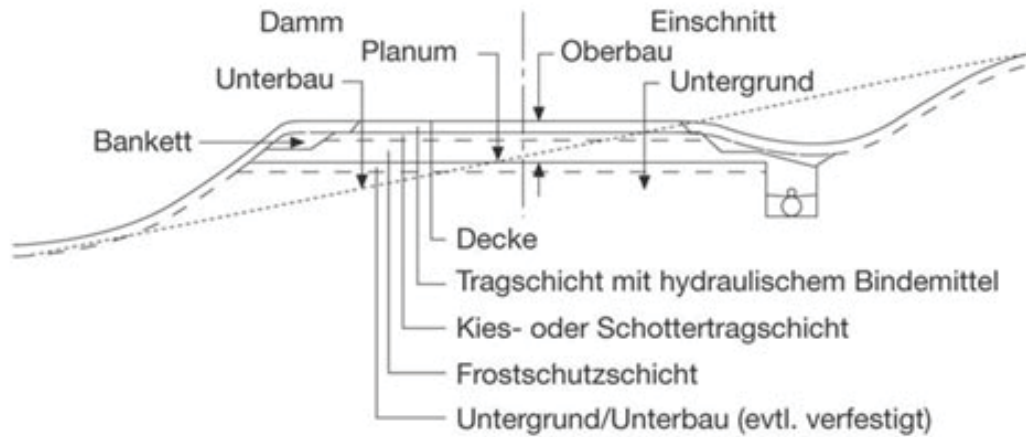 Damm
Einschnitt
Planum
Oberbau
Unterbau
Untergrund
Bankett
Decke
Tragschicht mit hydraulischem Bindemittel
Kies- oder Schottertragschicht
Frostschutzschicht
Untergrund/Unterbau (evtl. verfestigt)